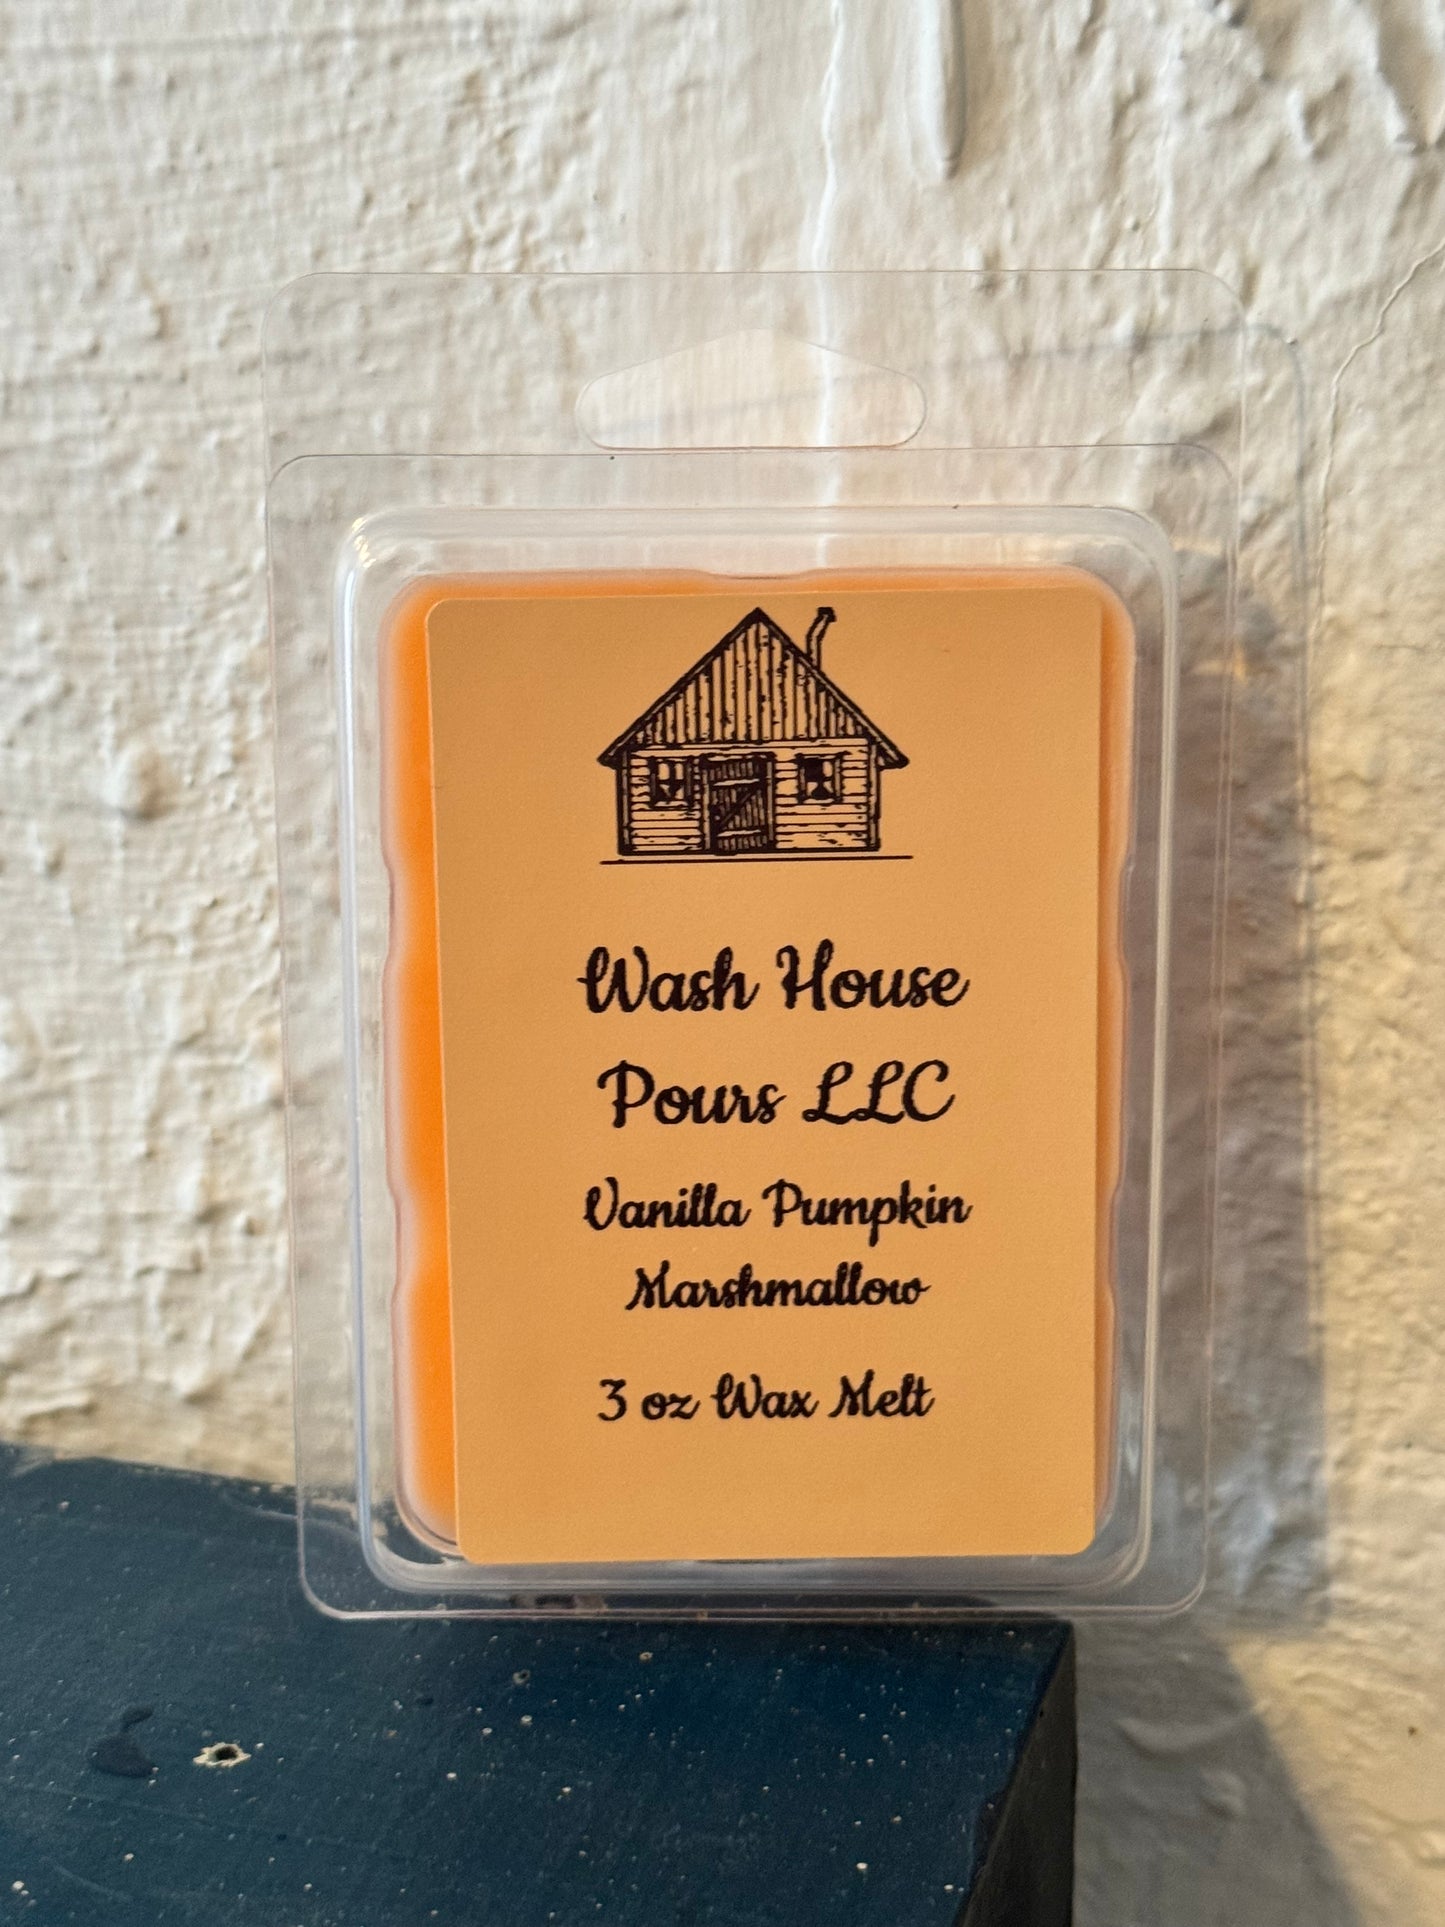 Wash House
Pours LLC
Vanilla Pumpkin
Marshmallow
3 oz Wax Melt